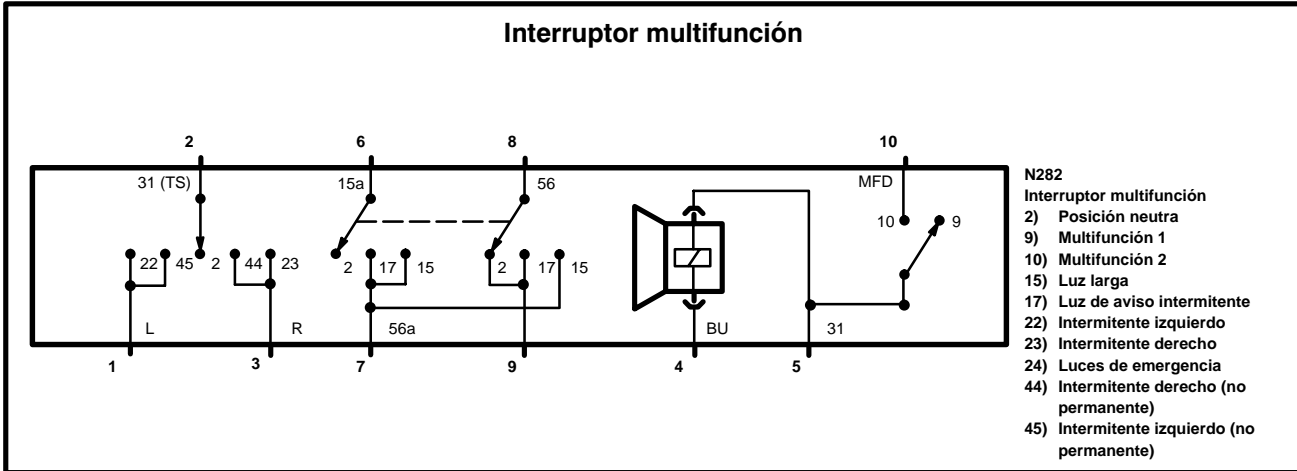 Interruptor multifunción
2 6 8 10
31 (TS) 15a 56 MFD
10 9
22 45 2 44 23 2 17 15 2 17 15
L R 56a BU 31
1 3 7 9 4 5
N282
Interruptor multifunción
2) Posición neutra
9) Multifunción 1
10) Multifunción 2
15) Luz larga
17) Luz de aviso intermitente
22) Intermitente izquierdo
23) Intermitente derecho
24) Luces de emergencia
44) Intermitente derecho (no
permanente)
45) Intermitente izquierdo (no
permanente)